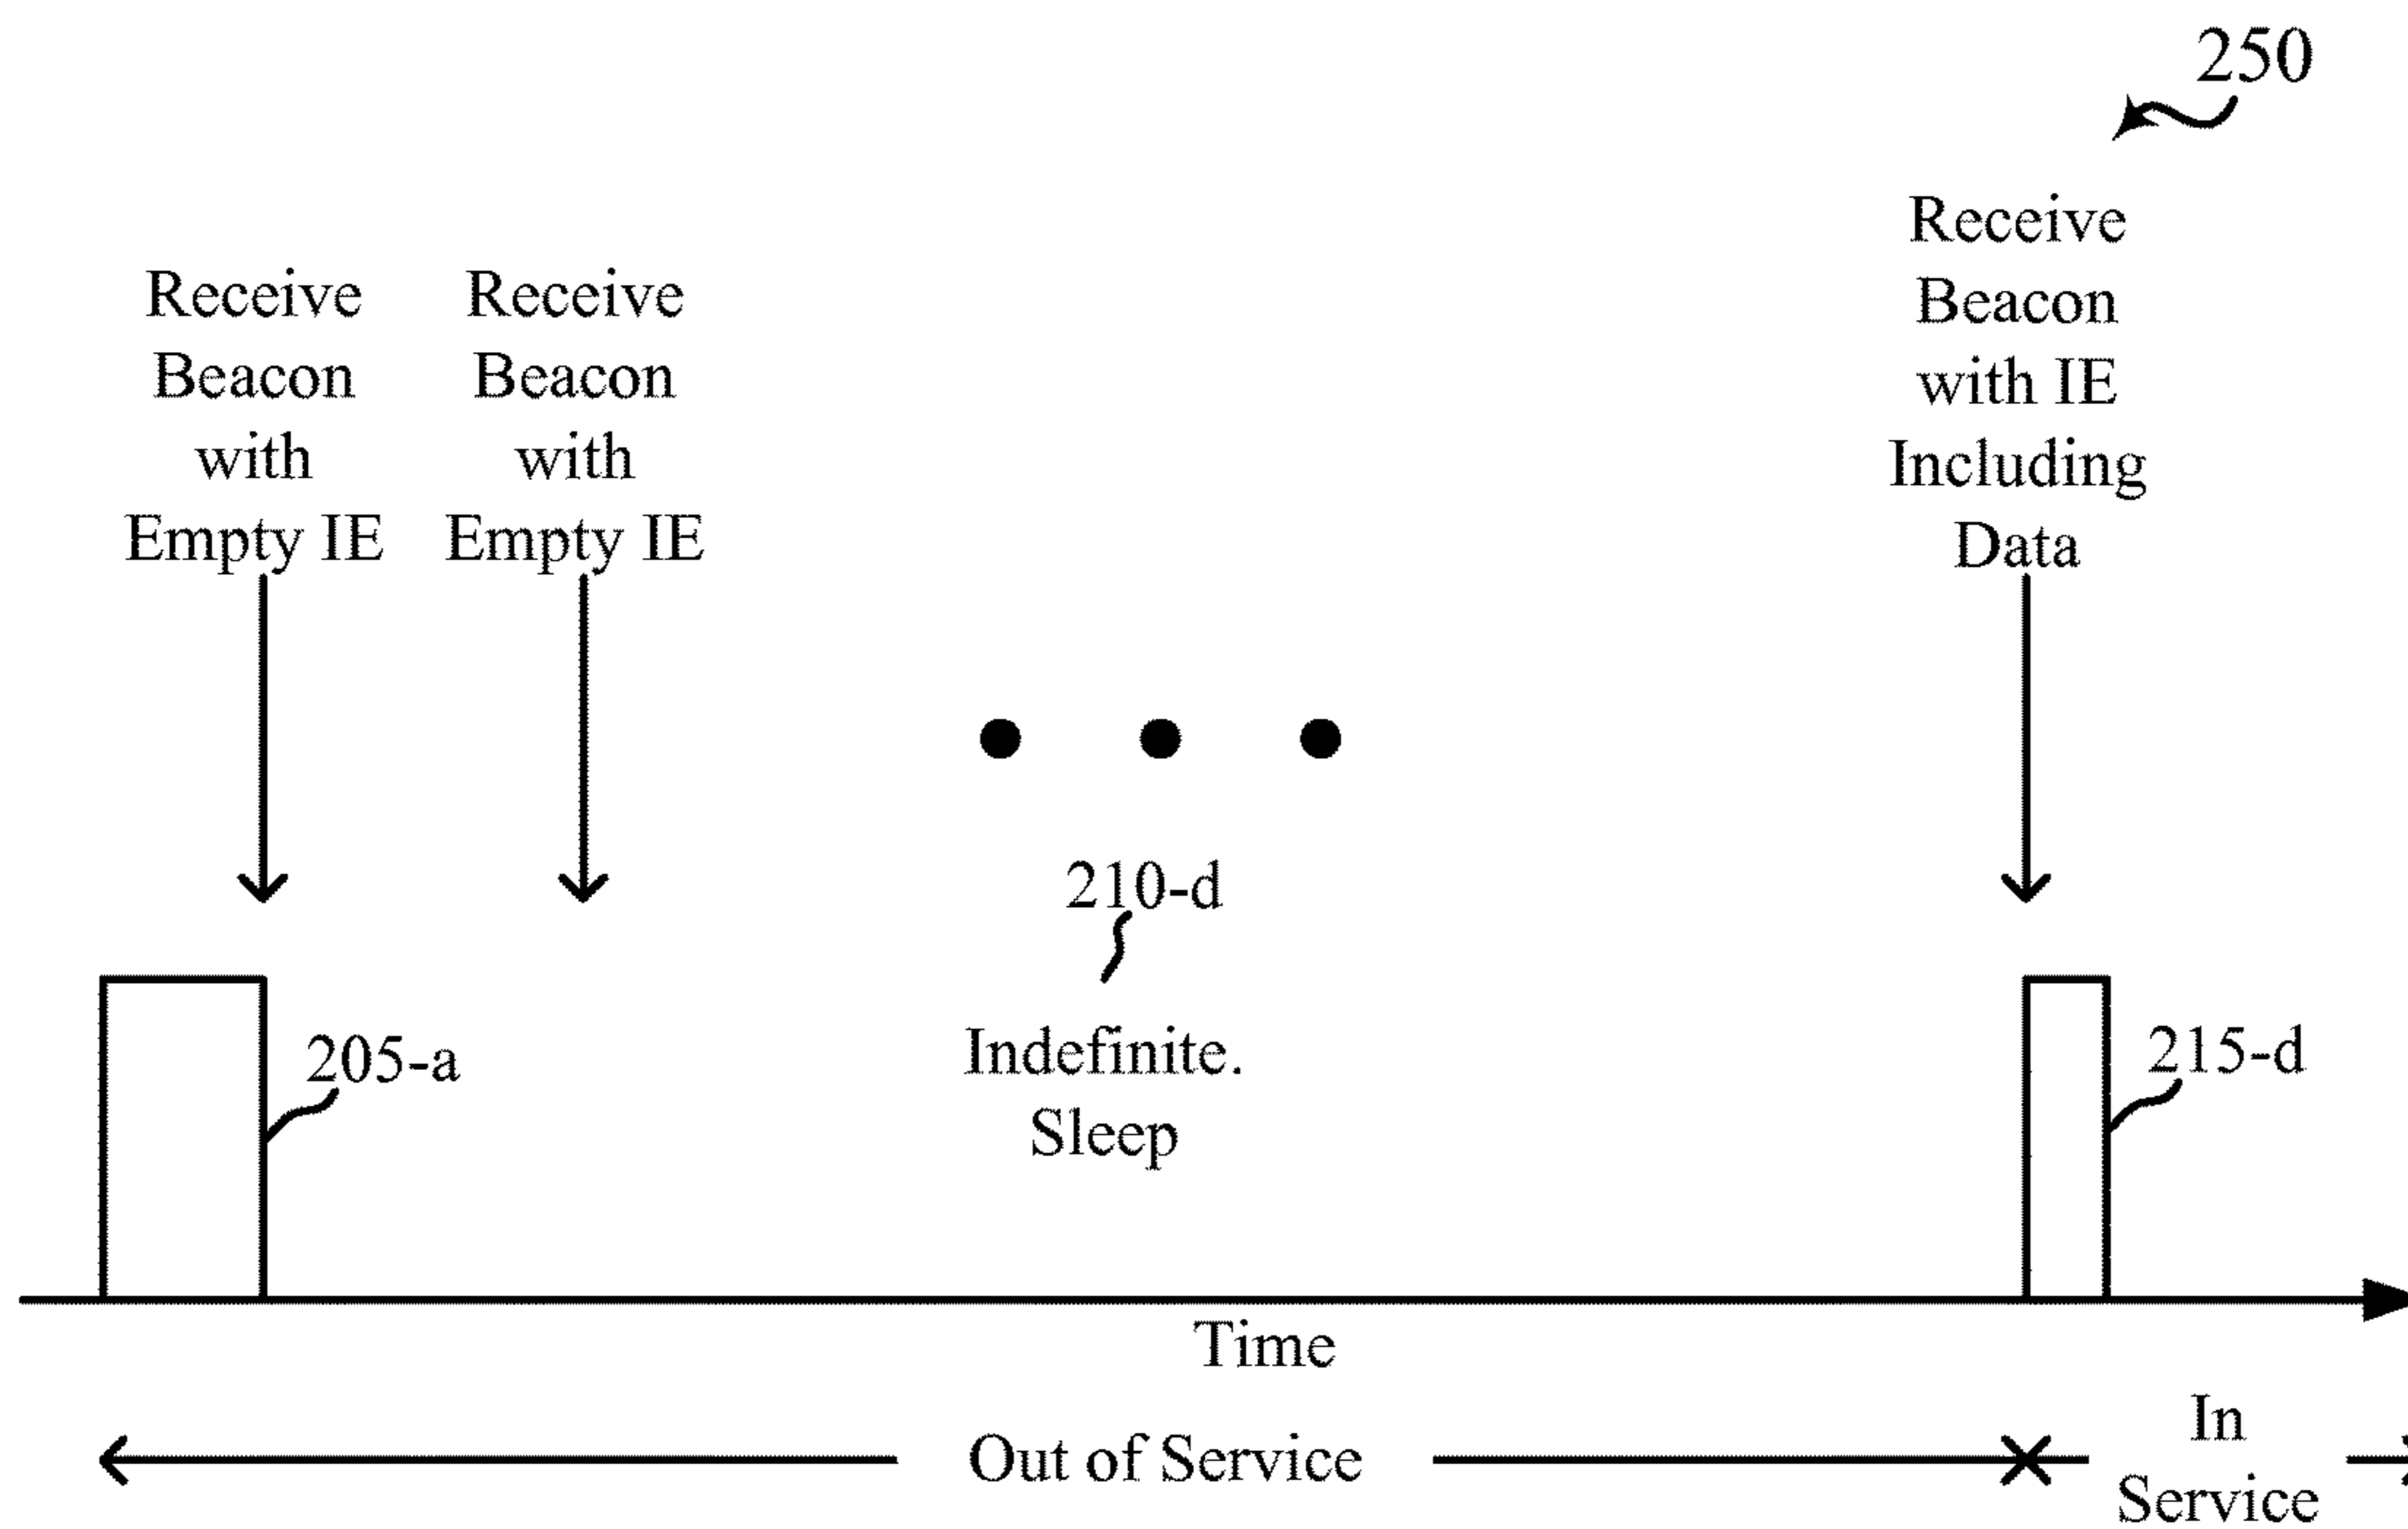 250
Receive
Beacon
with
Empty IE
Receive
Beacon
with
Empty IE
Receive
Beacon
with IE
Including
Data
210-d
Indefinite.
Sleep
205-a
215-d
Time
Out of Service
In
Service